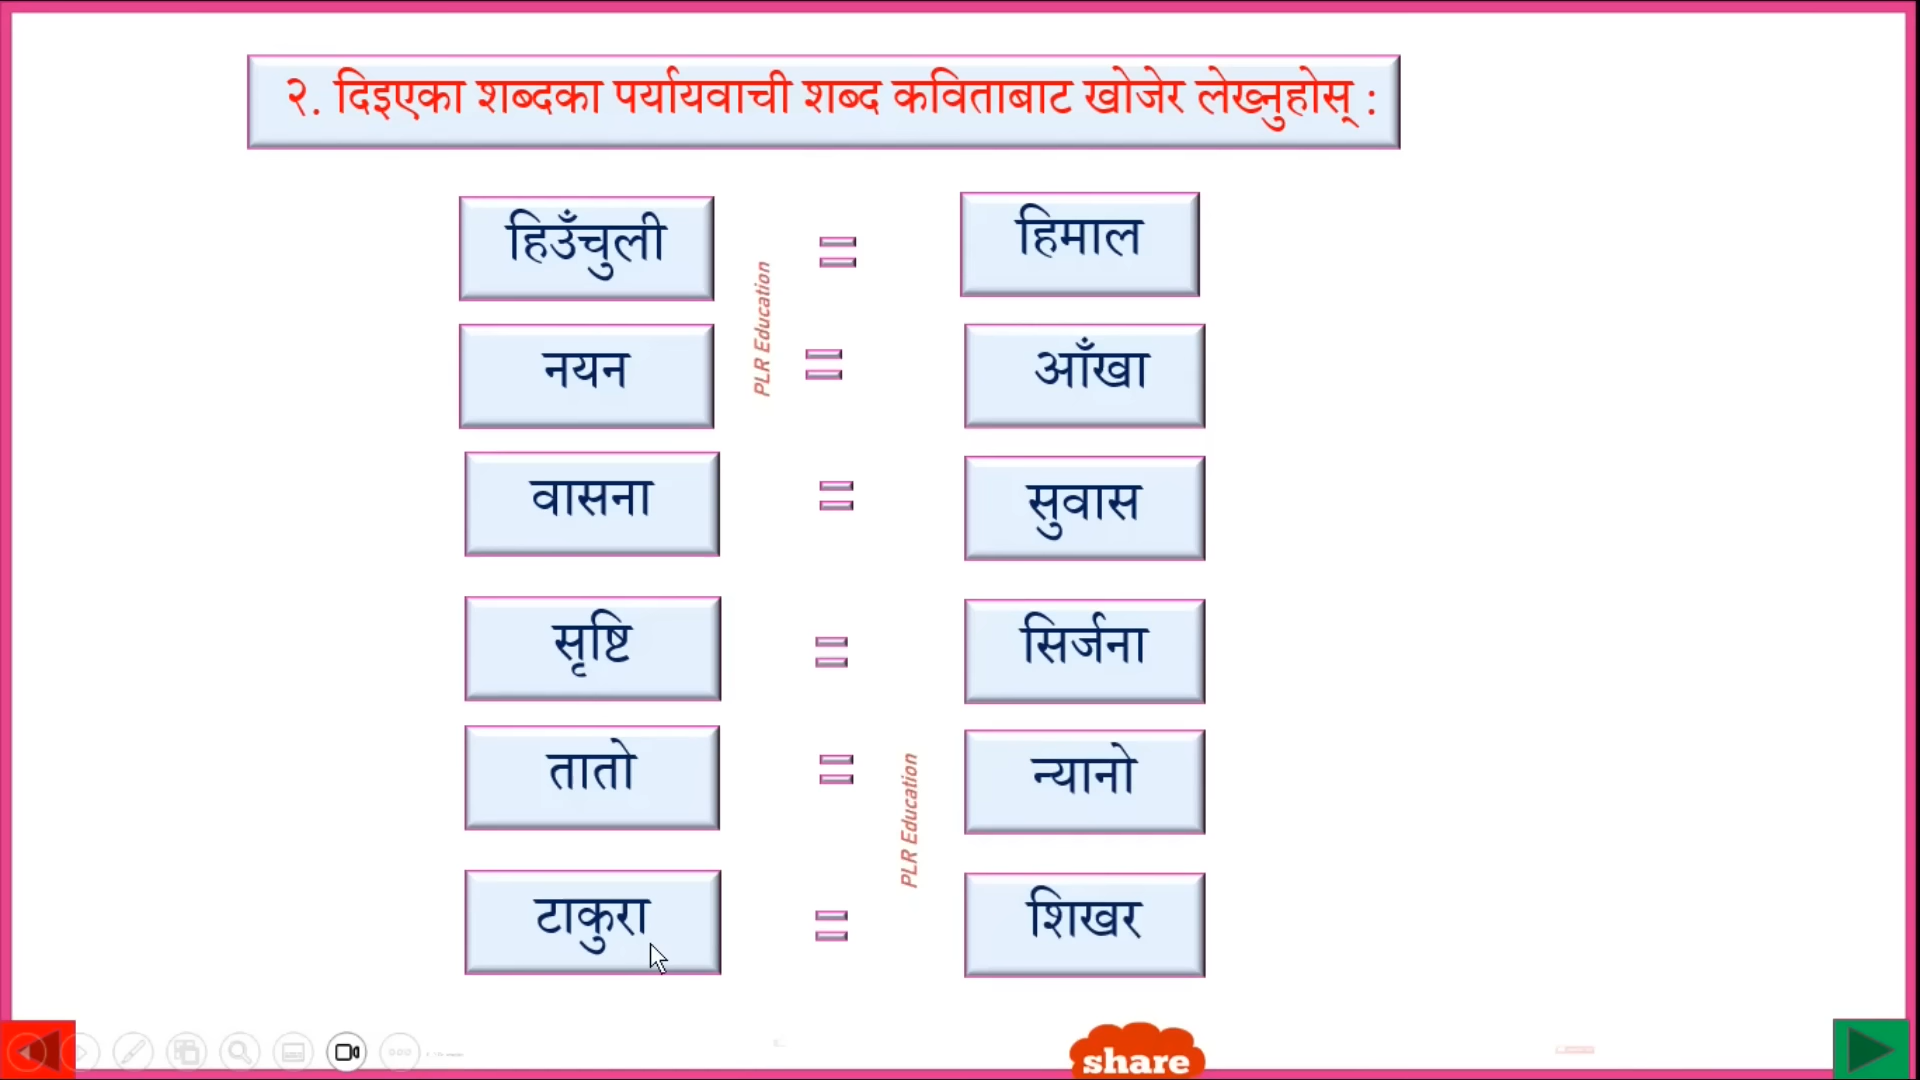 २. दिइएका शब्दका पर्यायवाची शब्द कविताबाट खोजेर लेख्नुहोस् :
हिउँचुली = हिमाल
PLR Education
नयन = आँखा
वासना = सुवास
सृष्टि = सिर्जना
तातो = न्यानो
PLR Education
टाकुरा = शिखर
share